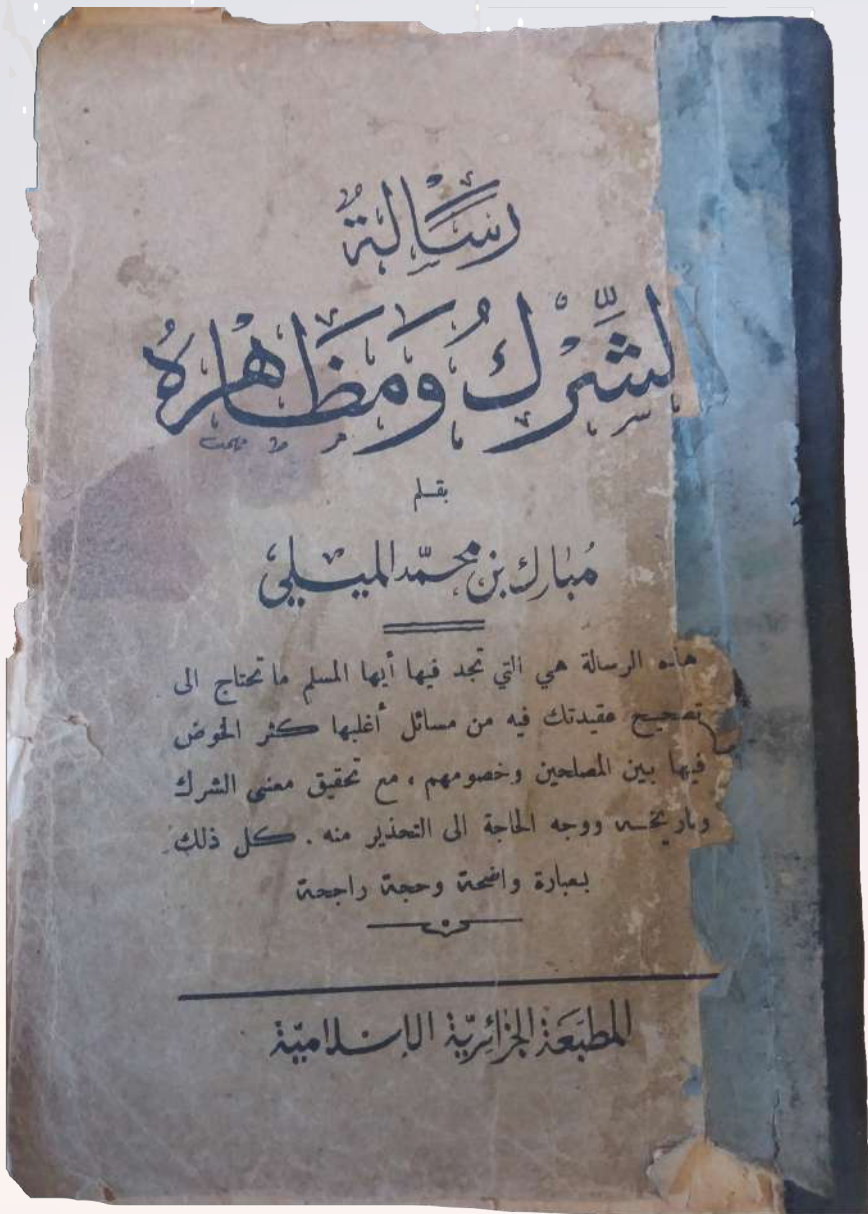 رسالة
الشرك ومظاهره
بقلم
مبارك بن محمد الميلي
هذه الرسالة هي التي تجد فيها أيها المسلم ما تحتاج الى
تصحيح عقيدتك فيه من مسائل أغلبها كثر الخوض
فيها بين المصلحين وخصومهم ، مع تحقيق معنى الشرك
وتاريخه ووجه الحاجة الى التحذير منه . كل ذلك
بعبارة واضحة وحجة راجحة
المطبعة الجزائرية الاسلامية